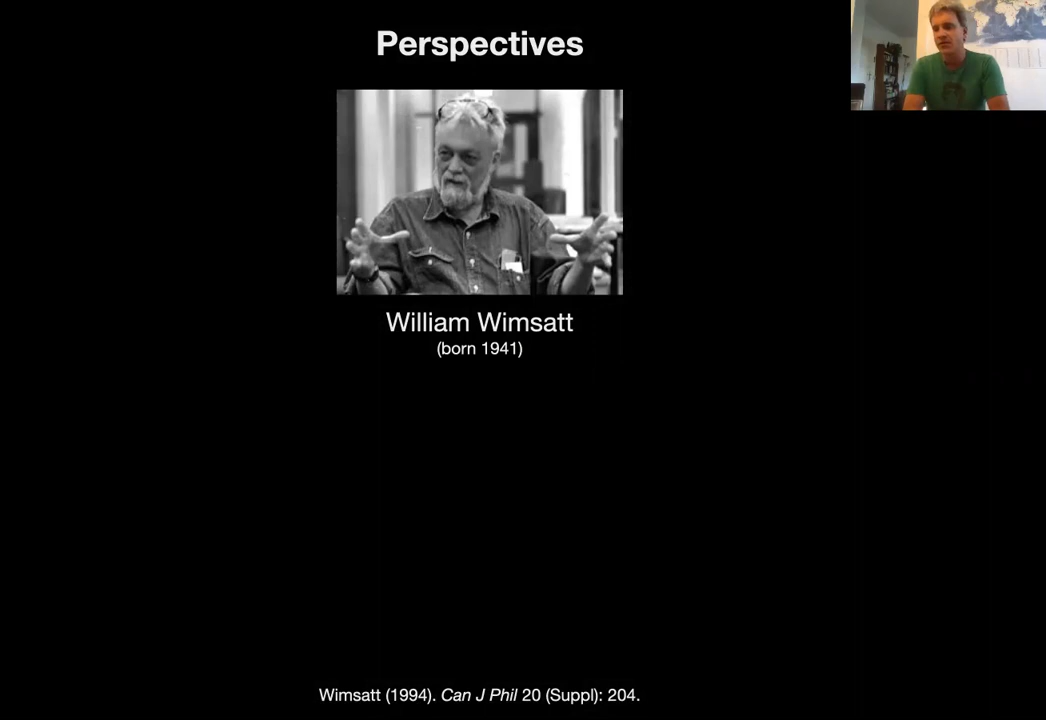 Perspectives
William Wimsatt
(born 1941)
Wimsatt (1994). Can J Phil 20 (Suppl): 204.